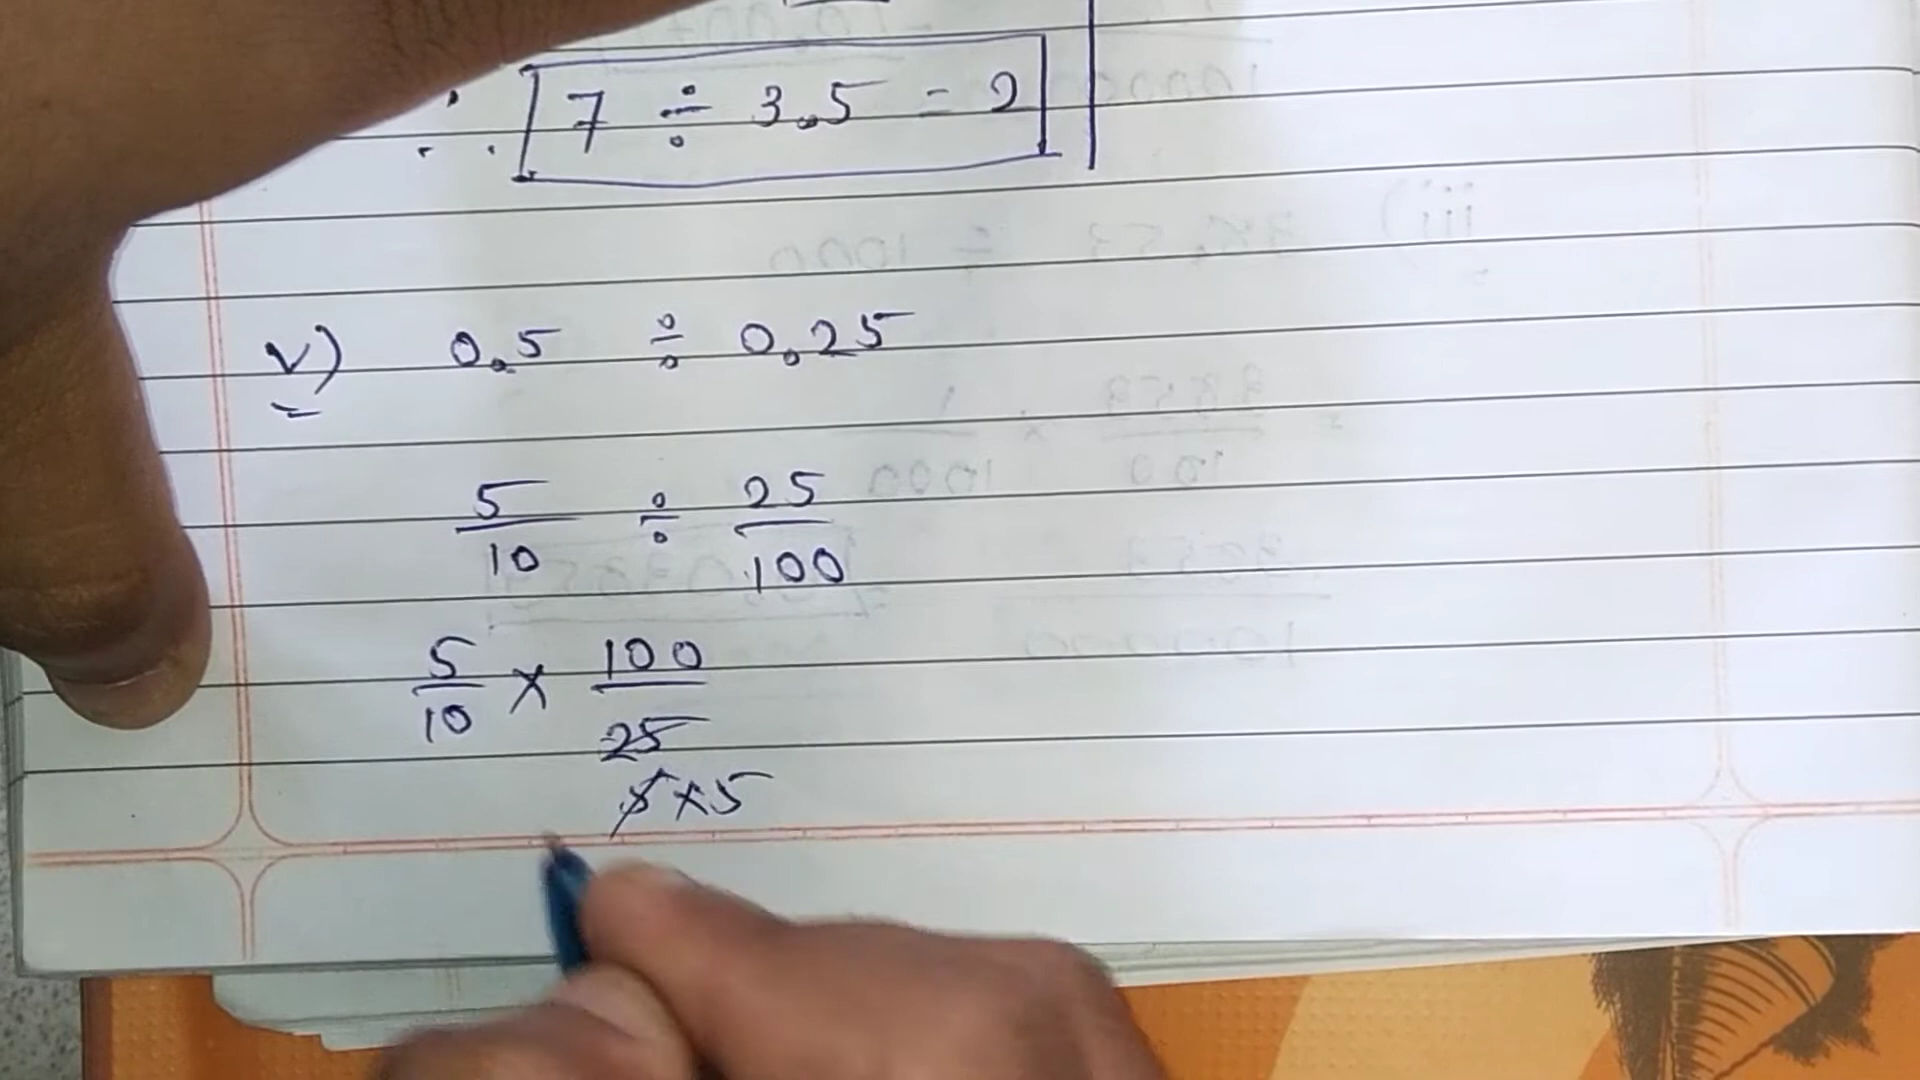 ∴ 7 ÷ 3.5 = 2
v) 0.5 ÷ 0.25
5/10 ÷ 25/100
5/10 × 100/25
5×5